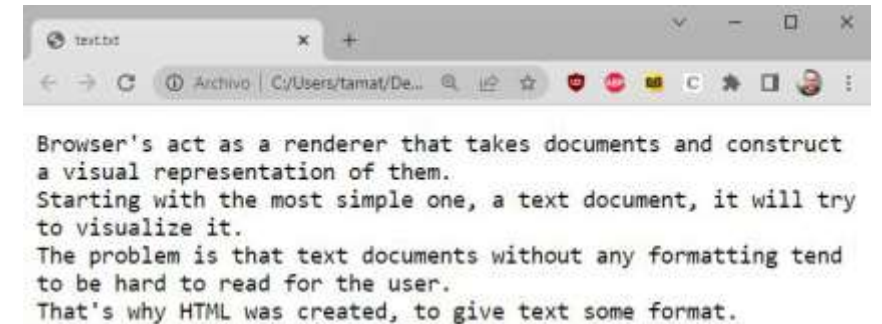 text.txt
Archivo | C:/Users/tamat/De...
Browser's act as a renderer that takes documents and construct
a visual representation of them.
Starting with the most simple one, a text document, it will try
to visualize it.
The problem is that text documents without any formatting tend
to be hard to read for the user.
That's why HTML was created, to give text some format.